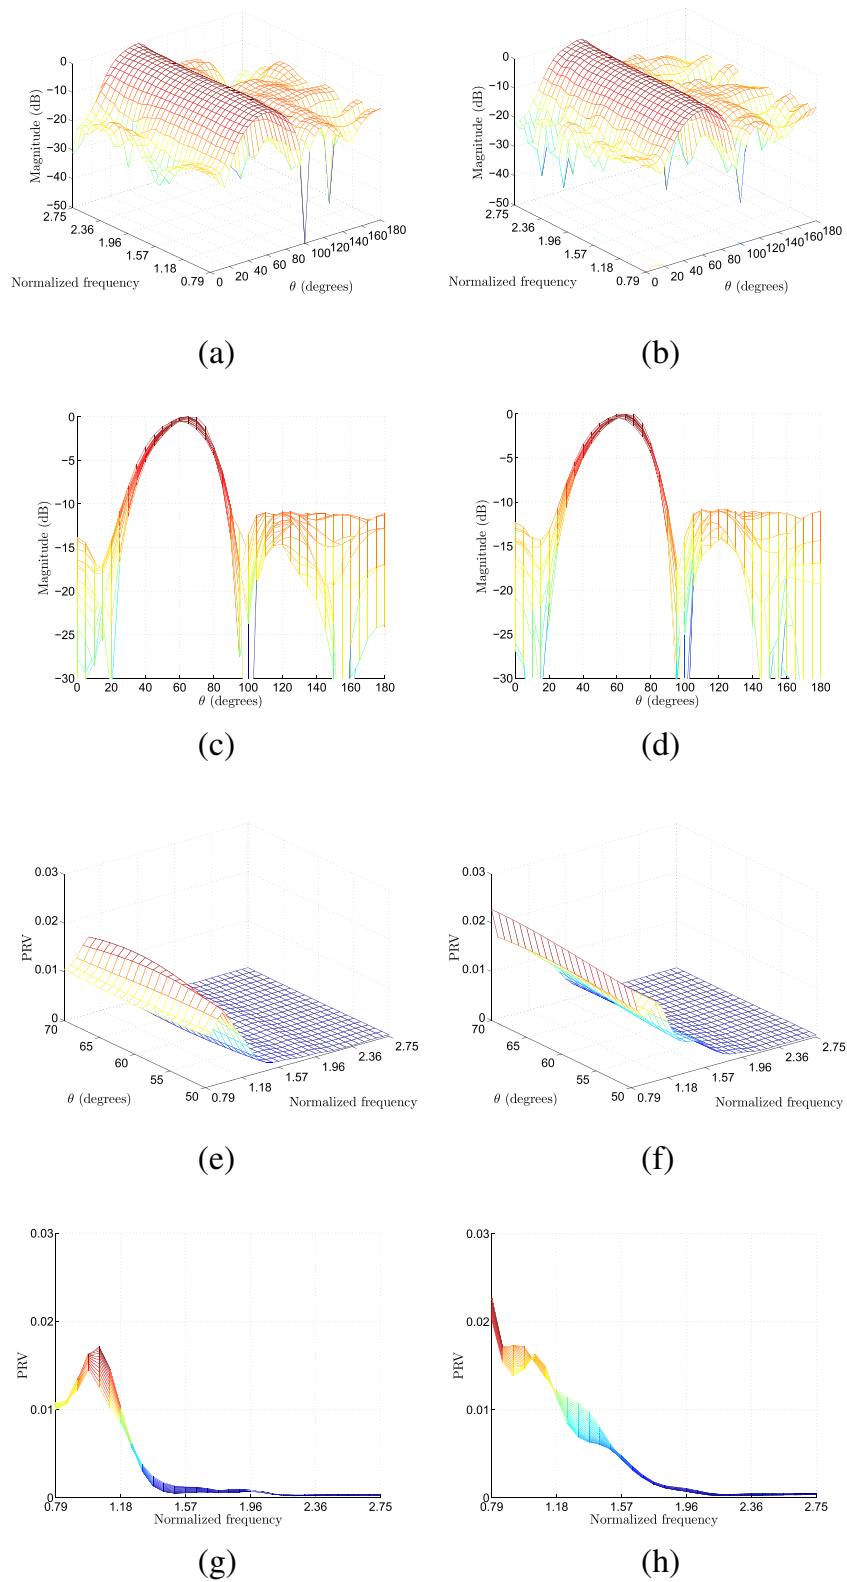 0
−10
−20
−30
−40
−50
Magnitude (dB)
2.75
2.36
1.96
1.57
1.18
0.79
Normalized frequency
0 20 40 60 80 100 120 140 160 180
θ (degrees)
(a)
0
−10
−20
−30
−40
−50
Magnitude (dB)
2.75
2.36
1.96
1.57
1.18
0.79
Normalized frequency
0 20 40 60 80 100 120 140 160 180
θ (degrees)
(b)
0
−5
−10
−15
−20
−25
−30
Magnitude (dB)
0 20 40 60 80 100 120 140 160 180
θ (degrees)
(c)
0
−5
−10
−15
−20
−25
−30
Magnitude (dB)
0 20 40 60 80 100 120 140 160 180
θ (degrees)
(d)
0.03
0.02
0.01
0
PRV
70
65
60
55
50
θ (degrees)
0.79 1.18 1.57 1.96 2.36 2.75
Normalized frequency
(e)
0.03
0.02
0.01
0
PRV
70
65
60
55
50
θ (degrees)
0.79 1.18 1.57 1.96 2.36 2.75
Normalized frequency
(f)
0.03
0.02
0.01
0
PRV
0.79 1.18 1.57 1.96 2.36 2.75
Normalized frequency
(g)
0.03
0.02
0.01
0
PRV
0.79 1.18 1.57 1.96 2.36 2.75
Normalized frequency
(h)